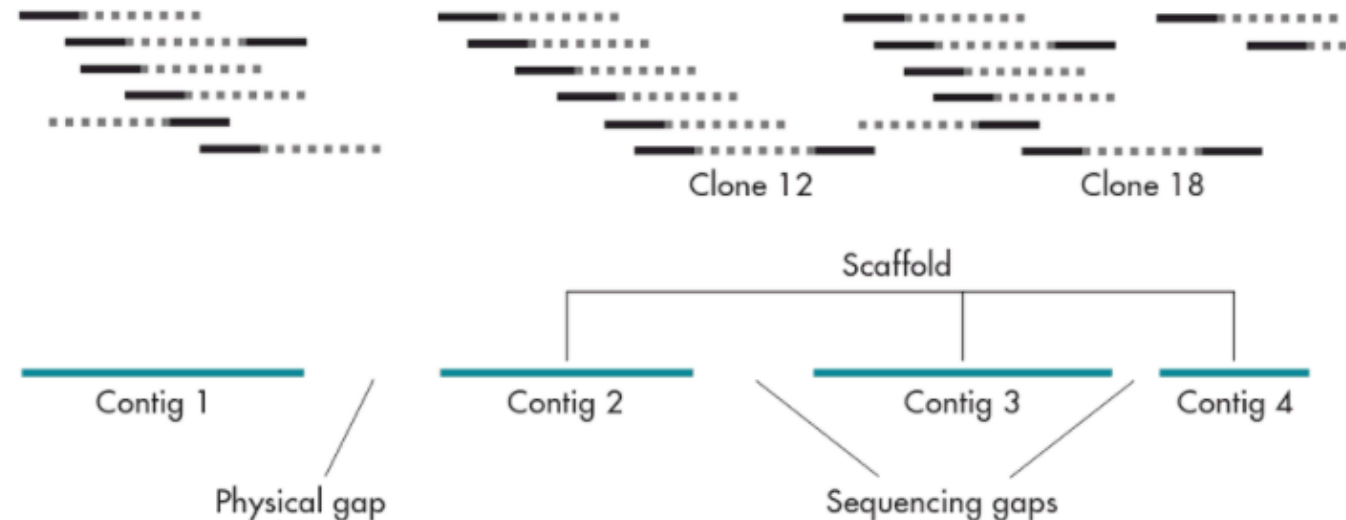 Clone 12 Clone 18
Scaffold
Contig 1 Contig 2 Contig 3 Contig 4
Physical gap Sequencing gaps